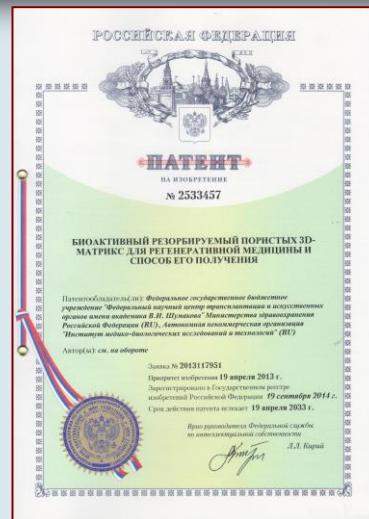 РОССИЙСКАЯ ФЕДЕРАЦИЯ
ПАТЕНТ
НА ИЗОБРЕТЕНИЕ
№ 2533457
БИОАКТИВНЫЙ РЕЗОРБИРУЕМЫЙ ПОРИСТЫХ 3D-
МАТРИКС ДЛЯ РЕГЕНЕРАТИВНОЙ МЕДИЦИНЫ И
СПОСОБ ЕГО ПОЛУЧЕНИЯ
Патентообладатель(ли): Федеральное государственное бюджетное
учреждение "Федеральный научный центр трансплантологии и искусственных
органов имени академика В.И. Шумакова" Министерства здравоохранения
Российской Федерации (RU), Автономная некоммерческая организация
"Институт медико-биологических исследований и технологий" (RU)
Автор(ы): см. на обороте
Заявка № 2013117951
Приоритет изобретения 19 апреля 2013 г.
Зарегистрировано в Государственном реестре
изобретений Российской Федерации 19 сентября 2014 г.
Срок действия патента истекает 19 апреля 2033 г.
Врио руководителя Федеральной службы
по интеллектуальной собственности
Л.Л. Кирий